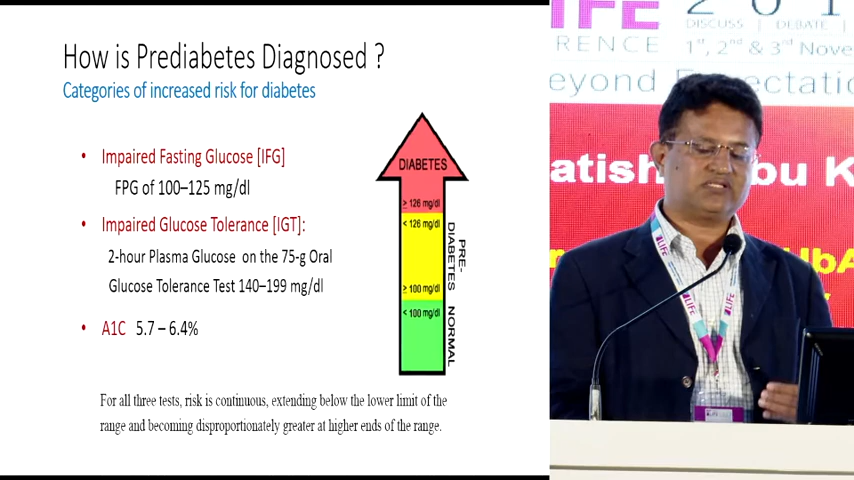 How is Prediabetes Diagnosed ?
Categories of increased risk for diabetes
• Impaired Fasting Glucose [IFG]
FPG of 100–125 mg/dl
• Impaired Glucose Tolerance [IGT]:
2-hour Plasma Glucose on the 75-g Oral
Glucose Tolerance Test 140–199 mg/dl
• A1C 5.7 – 6.4%
For all three tests, risk is continuous, extending below the lower limit of the
range and becoming disproportionately greater at higher ends of the range.
DIABETES
≥ 126 mg/dl
< 126 mg/dl
≥ 100 mg/dl
< 100 mg/dl
PRE-
DIABETES
NORMAL
DISCUSS | DEBATE |
1st, 2nd & 3rd
LIFE
LIFE